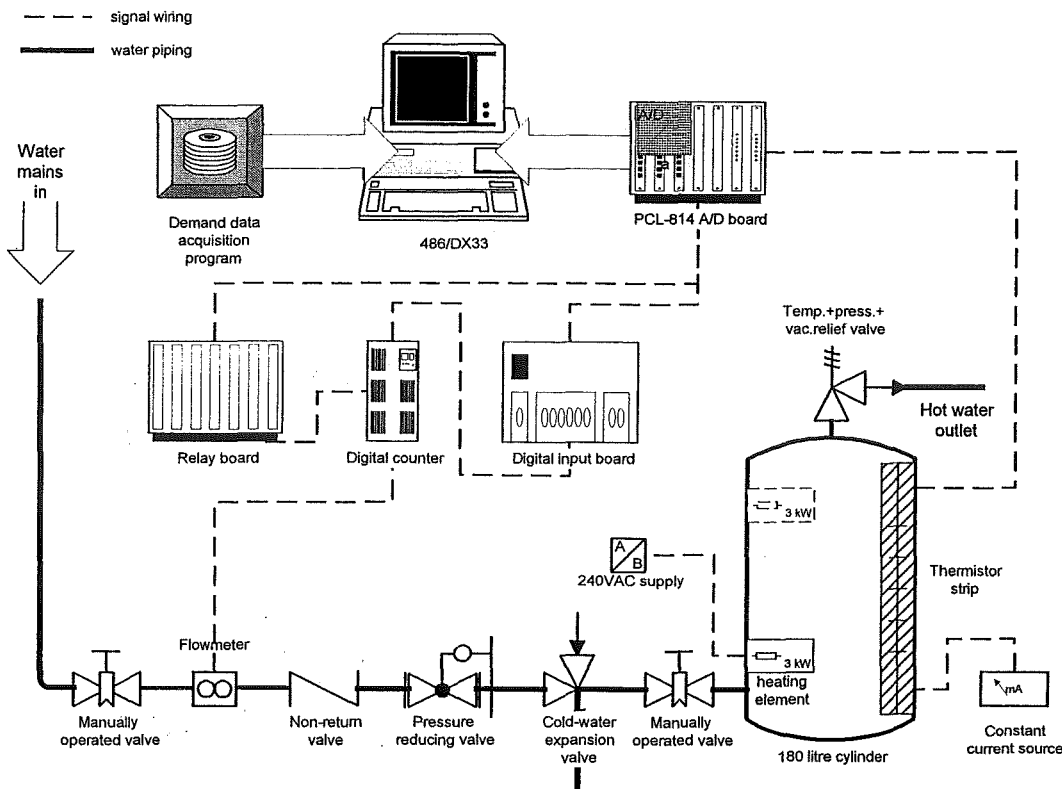 signal wiring
water piping
Water
mains
in
Demand data
acquisition
program
486/DX33
A/D
PCL-814 A/D board
Temp.+press.+
vac.relief valve
Hot water
outlet
Relay board
Digital counter
Digital input board
3 kW
A
B
240VAC supply
Thermistor
strip
Flowmeter
3 kW
heating
element
mA
Manually
operated valve
Non-return
valve
Pressure
reducing valve
Cold-water
expansion
valve
Manually
operated valve
180 litre cylinder
Constant
current source